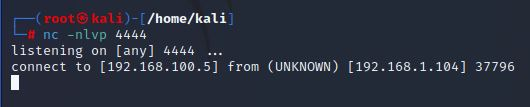 ┌──(root㉿kali)-[/home/kali]
└─# nc -nlvp 4444
listening on [any] 4444 ...
connect to [192.168.100.5] from (UNKNOWN) [192.168.1.104] 37796